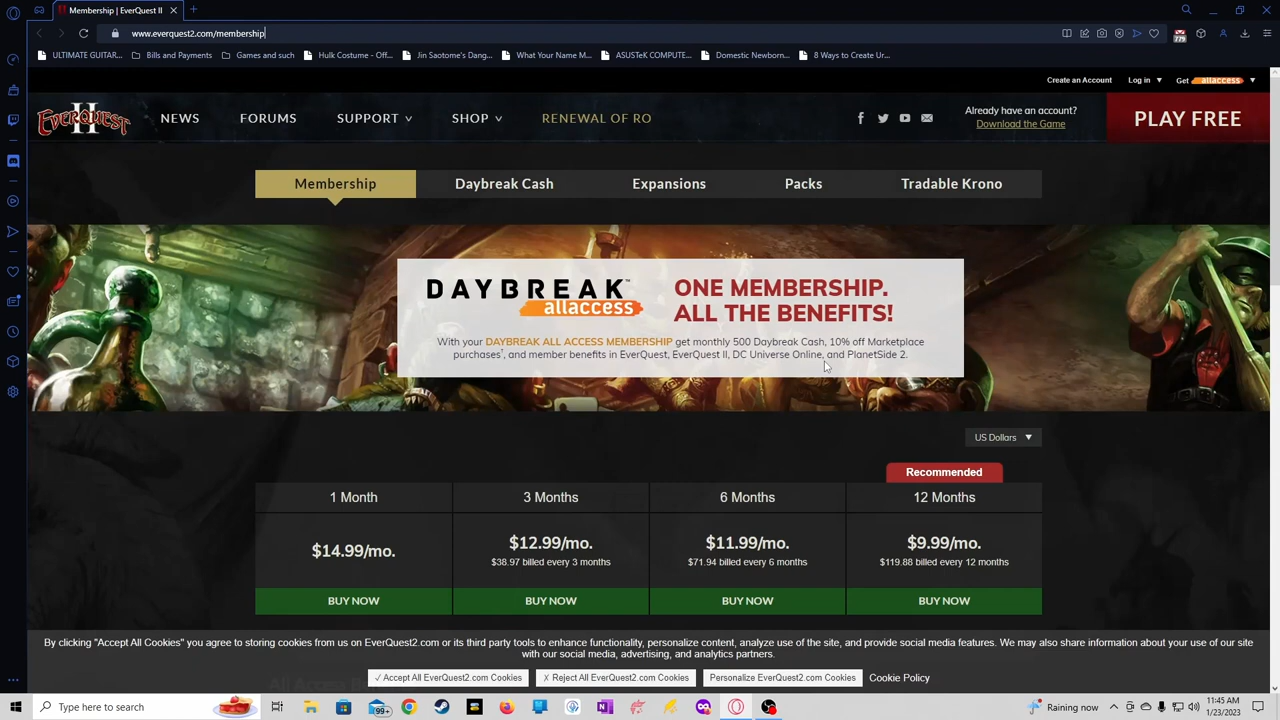 Membership | EverQuest II
www.everquest2.com/membership
ULTIMATE GUITAR...
Bills and Payments
Games and such
Hulk Costume - Off...
Jin Saotome's Dang...
What Your Name M...
ASUSTeK COMPUTE...
Domestic Newborn...
8 Ways to Create Ur...
Create an Account
Log in
Get allaccess
EverQuest II
NEWS
FORUMS
SUPPORT
SHOP
RENEWAL OF RO
Already have an account?
Download the Game
PLAY FREE
Membership
Daybreak Cash
Expansions
Packs
Tradable Krono
DAYBREAK™
allaccess
ONE MEMBERSHIP.
ALL THE BENEFITS!
With your DAYBREAK ALL ACCESS MEMBERSHIP get monthly 500 Daybreak Cash, 10% off Marketplace
purchases*, and member benefits in EverQuest, EverQuest II, DC Universe Online, and PlanetSide 2.
US Dollars
Recommended
1 Month
3 Months
6 Months
12 Months
$14.99/mo.
$12.99/mo.
$38.97 billed every 3 months
$11.99/mo.
$71.94 billed every 6 months
$9.99/mo.
$119.88 billed every 12 months
BUY NOW
BUY NOW
BUY NOW
BUY NOW
By clicking "Accept All Cookies" you agree to storing cookies from us on EverQuest2.com or its third party tools to enhance functionality, personalize content, analyze use of the site, and provide social media features. We may also share information about your use of our site
with our social media, advertising, and analytics partners.
✓ Accept All EverQuest2.com Cookies
X Reject All EverQuest2.com Cookies
Personalize EverQuest2.com Cookies
Cookie Policy
Type here to search
99+
Raining now
11:45 AM
1/23/2023